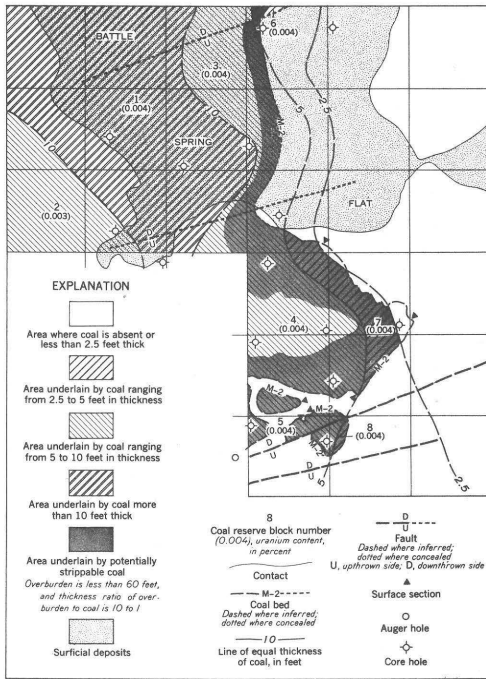 BATTLE
D
U
6
(0.004)
3
(0.004)
10
M-2
5
2.5
1
(0.004)
SPRING
10
2
(0.003)
FLAT
D
U
4
(0.004)
7
(0.004)
M-2
M-2
M-2
5
(0.004)
M-2
8
(0.004)
D
U
D
U
5
2.5
EXPLANATION
Area where coal is absent or
less than 2.5 feet thick
Area underlain by coal ranging
from 2.5 to 5 feet in thickness
Area underlain by coal ranging
from 5 to 10 feet in thickness
Area underlain by coal more
than 10 feet thick
Area underlain by potentially
strippable coal
Overburden is less than 60 feet,
and thickness ratio of over-
burden to coal is 10 to 1
Surficial deposits
8
Coal reserve block number
(0.004), uranium content,
in percent
Contact
M-2
Coal bed
Dashed where inferred;
dotted where concealed
10
Line of equal thickness
of coal, in feet
D
U
Fault
Dashed where inferred;
dotted where concealed
U, upthrown side; D, downthrown side
Surface section
Auger hole
Core hole